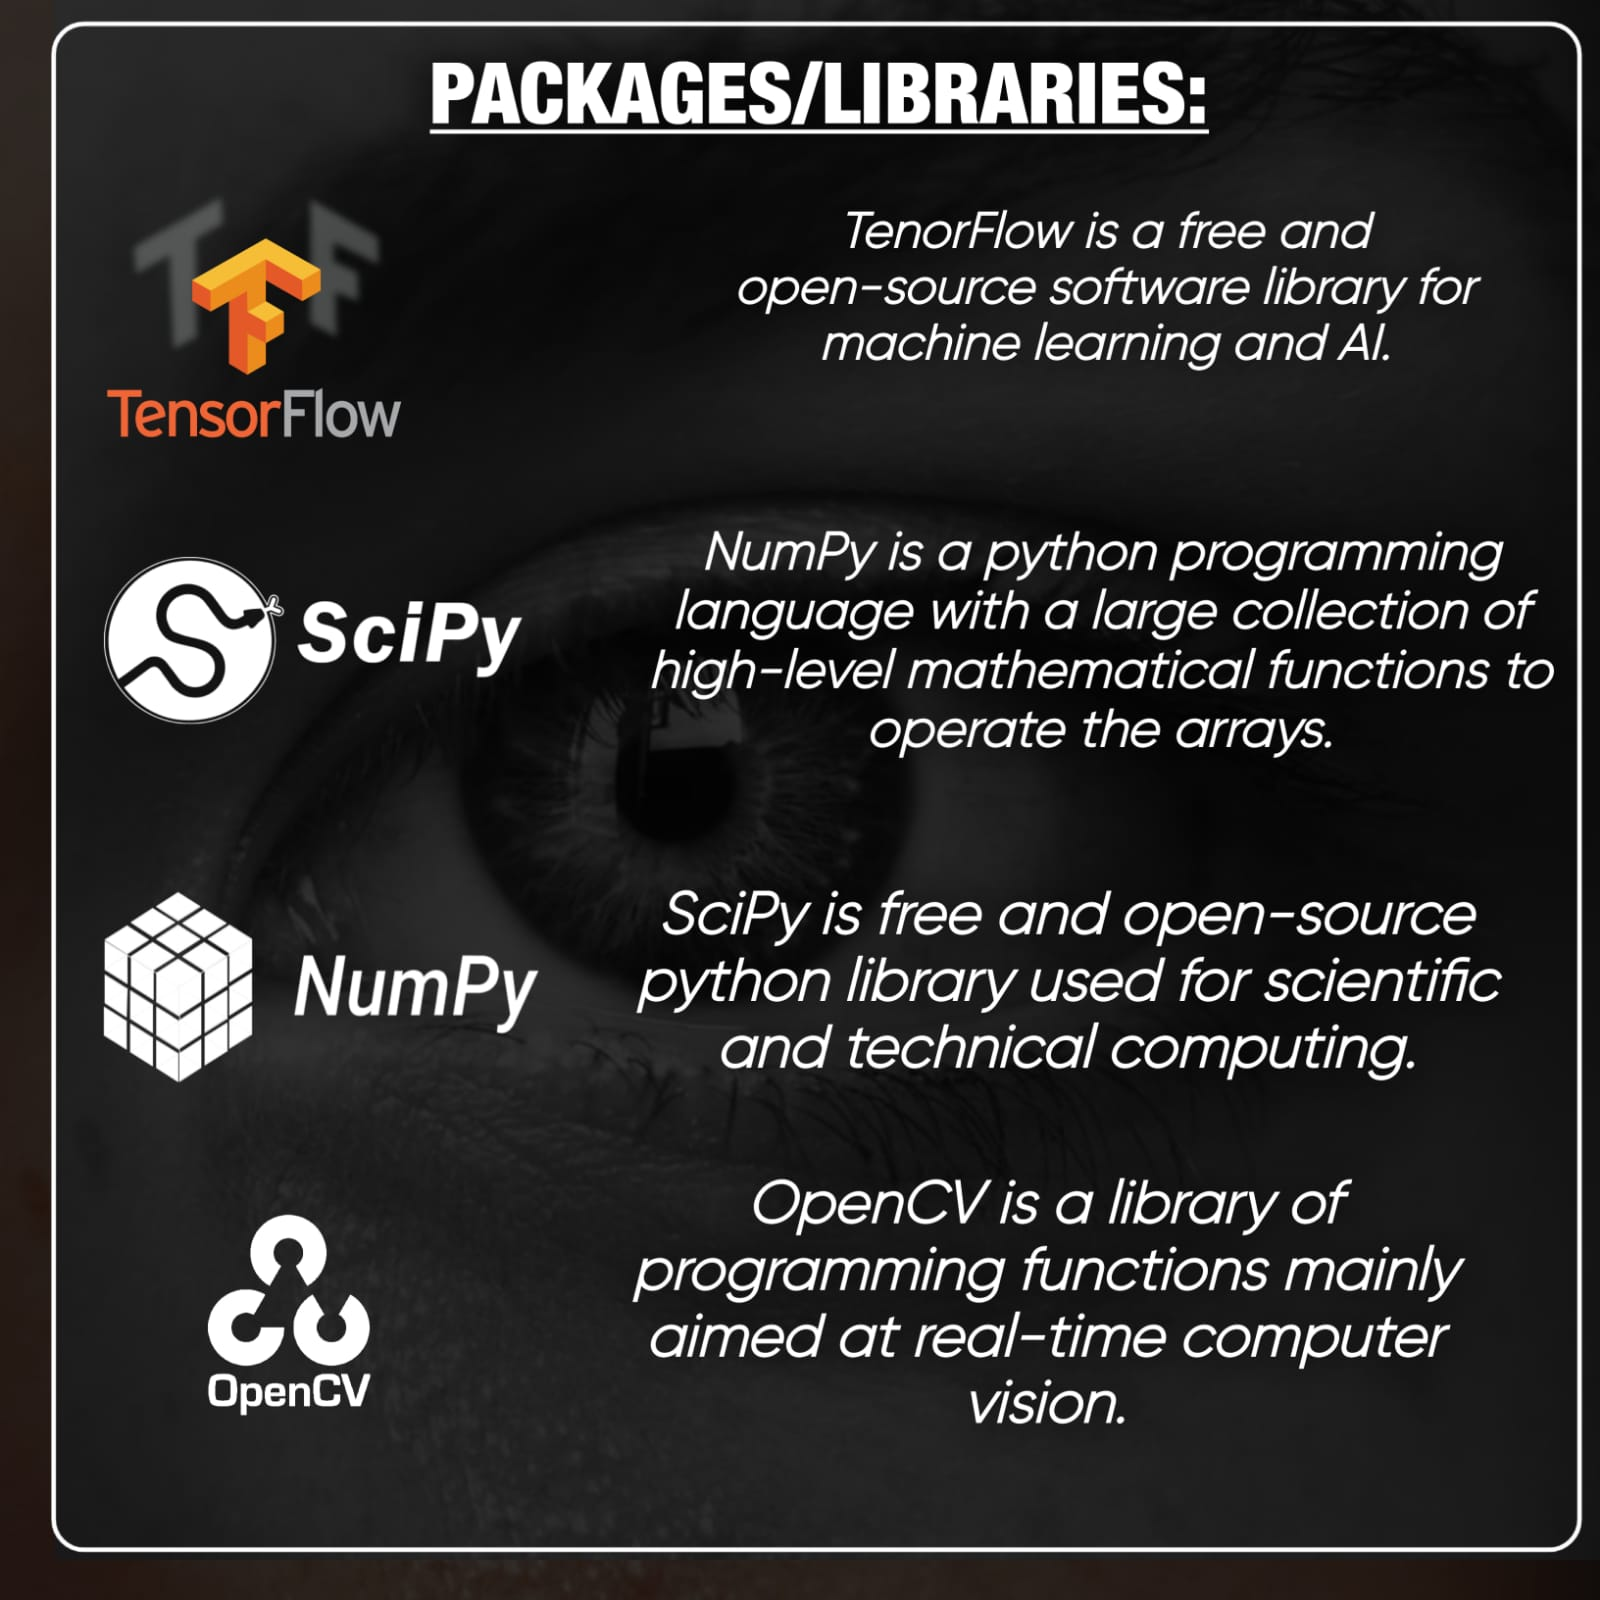 PACKAGES/LIBRARIES:
TF
TensorFlow
TenorFlow is a free and
open-source software library for
machine learning and AI.
SciPy
NumPy is a python programming
language with a large collection of
high-level mathematical functions to
operate the arrays.
NumPy
SciPy is free and open-source
python library used for scientific
and technical computing.
OpenCV
OpenCV is a library of
programming functions mainly
aimed at real-time computer
vision.